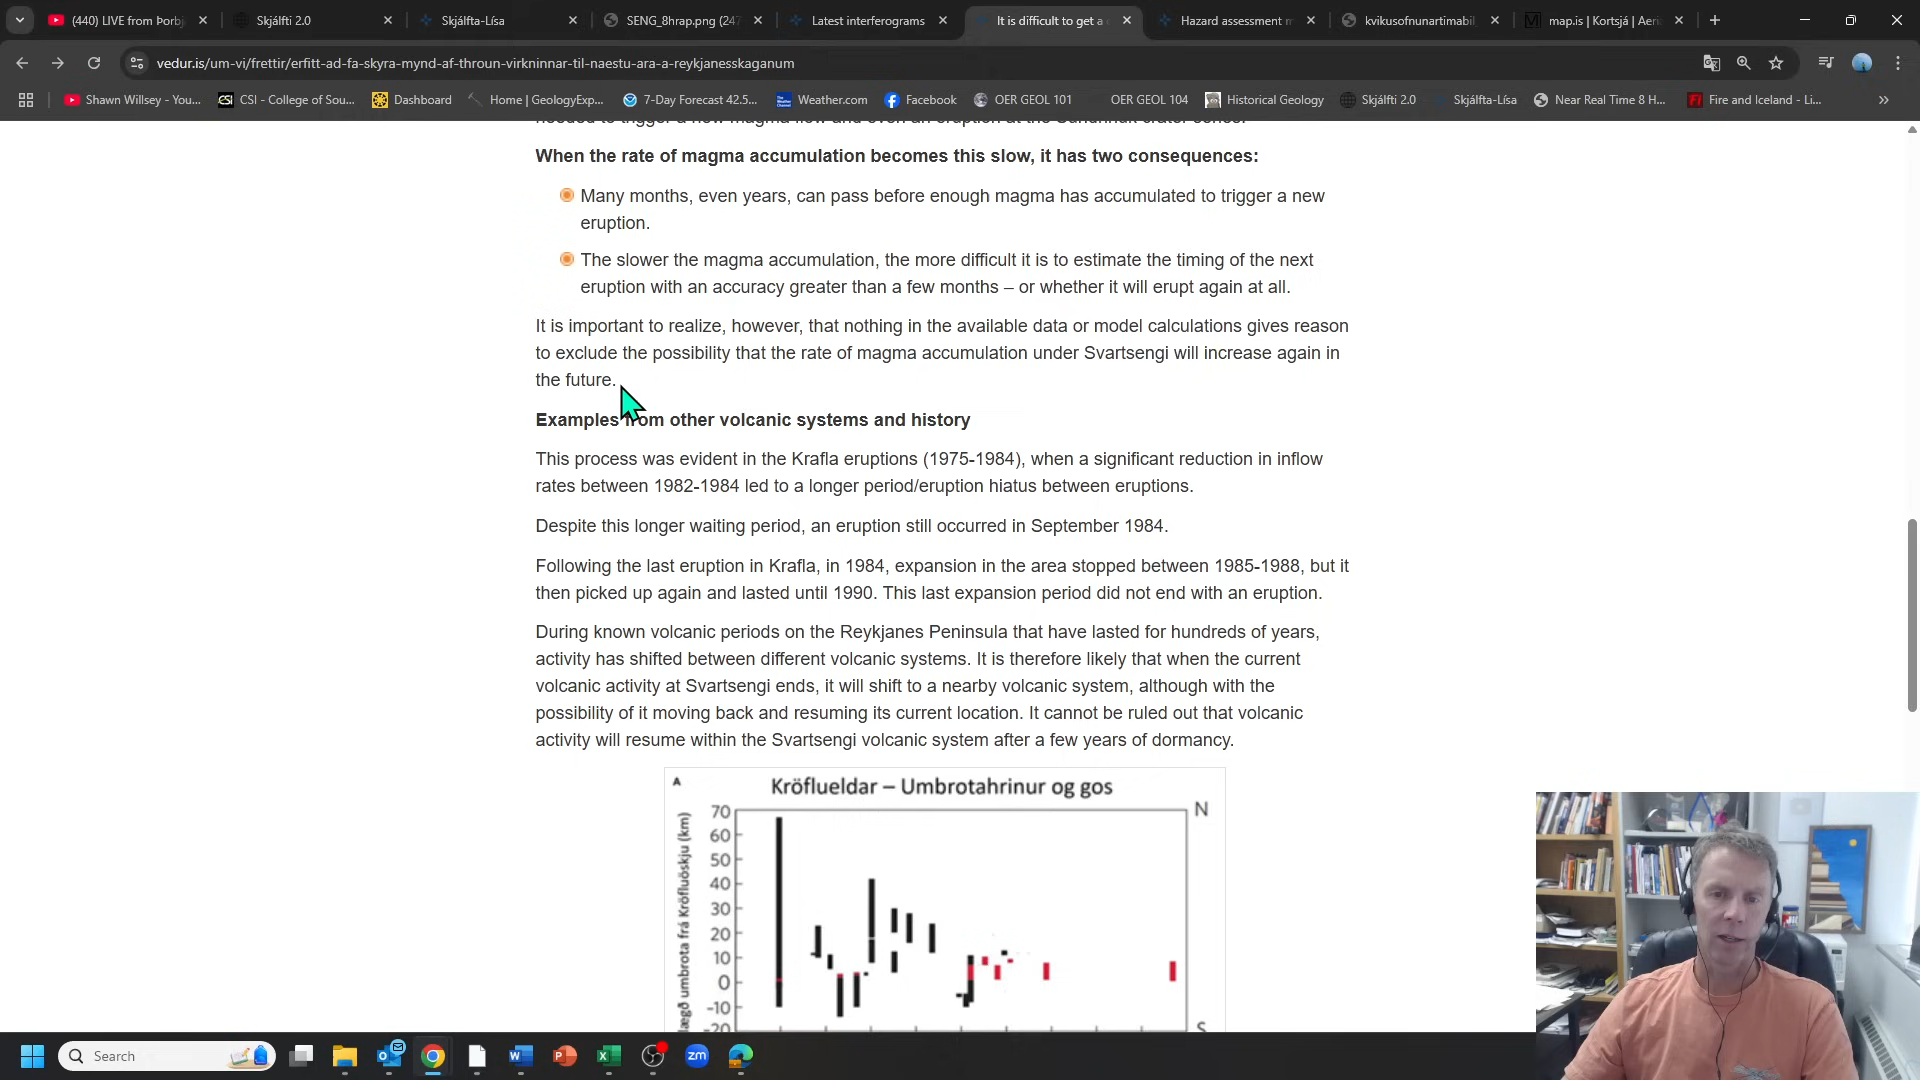 (440) LIVE from Þorbj
Skjálfti 2.0
Skjálfta-Lísa
SENG_8hrap.png (247
Latest interferograms
It is difficult to get a
Hazard assessment m
kvikusofnunartimabil
map.is | Kortsjá | Aeri
vedur.is/um-vi/frettir/erfitt-ad-fa-skyra-mynd-af-throun-virkninnar-til-naestu-ara-a-reykjanesskaganum
Shawn Willsey - You...
CSI - College of Sou...
Dashboard
Home | GeologyExp...
7-Day Forecast 42.5...
Weather.com
Facebook
OER GEOL 101
OER GEOL 104
Historical Geology
Skjálfti 2.0
Skjálfta-Lísa
Near Real Time 8 H...
Fire and Iceland - Li...
When the rate of magma accumulation becomes this slow, it has two consequences:
Many months, even years, can pass before enough magma has accumulated to trigger a new
eruption.
The slower the magma accumulation, the more difficult it is to estimate the timing of the next
eruption with an accuracy greater than a few months – or whether it will erupt again at all.
It is important to realize, however, that nothing in the available data or model calculations gives reason
to exclude the possibility that the rate of magma accumulation under Svartsengi will increase again in
the future.
Examples from other volcanic systems and history
This process was evident in the Krafla eruptions (1975-1984), when a significant reduction in inflow
rates between 1982-1984 led to a longer period/eruption hiatus between eruptions.
Despite this longer waiting period, an eruption still occurred in September 1984.
Following the last eruption in Krafla, in 1984, expansion in the area stopped between 1985-1988, but it
then picked up again and lasted until 1990. This last expansion period did not end with an eruption.
During known volcanic periods on the Reykjanes Peninsula that have lasted for hundreds of years,
activity has shifted between different volcanic systems. It is therefore likely that when the current
volcanic activity at Svartsengi ends, it will shift to a nearby volcanic system, although with the
possibility of it moving back and resuming its current location. It cannot be ruled out that volcanic
activity will resume within the Svartsengi volcanic system after a few years of dormancy.
A
Kröflueldar – Umbrotahrinur og gos
N
70
60
50
40
30
20
10
0
-10
-20
lægð umbrota frá Kröfluöskju (km)
S
Search